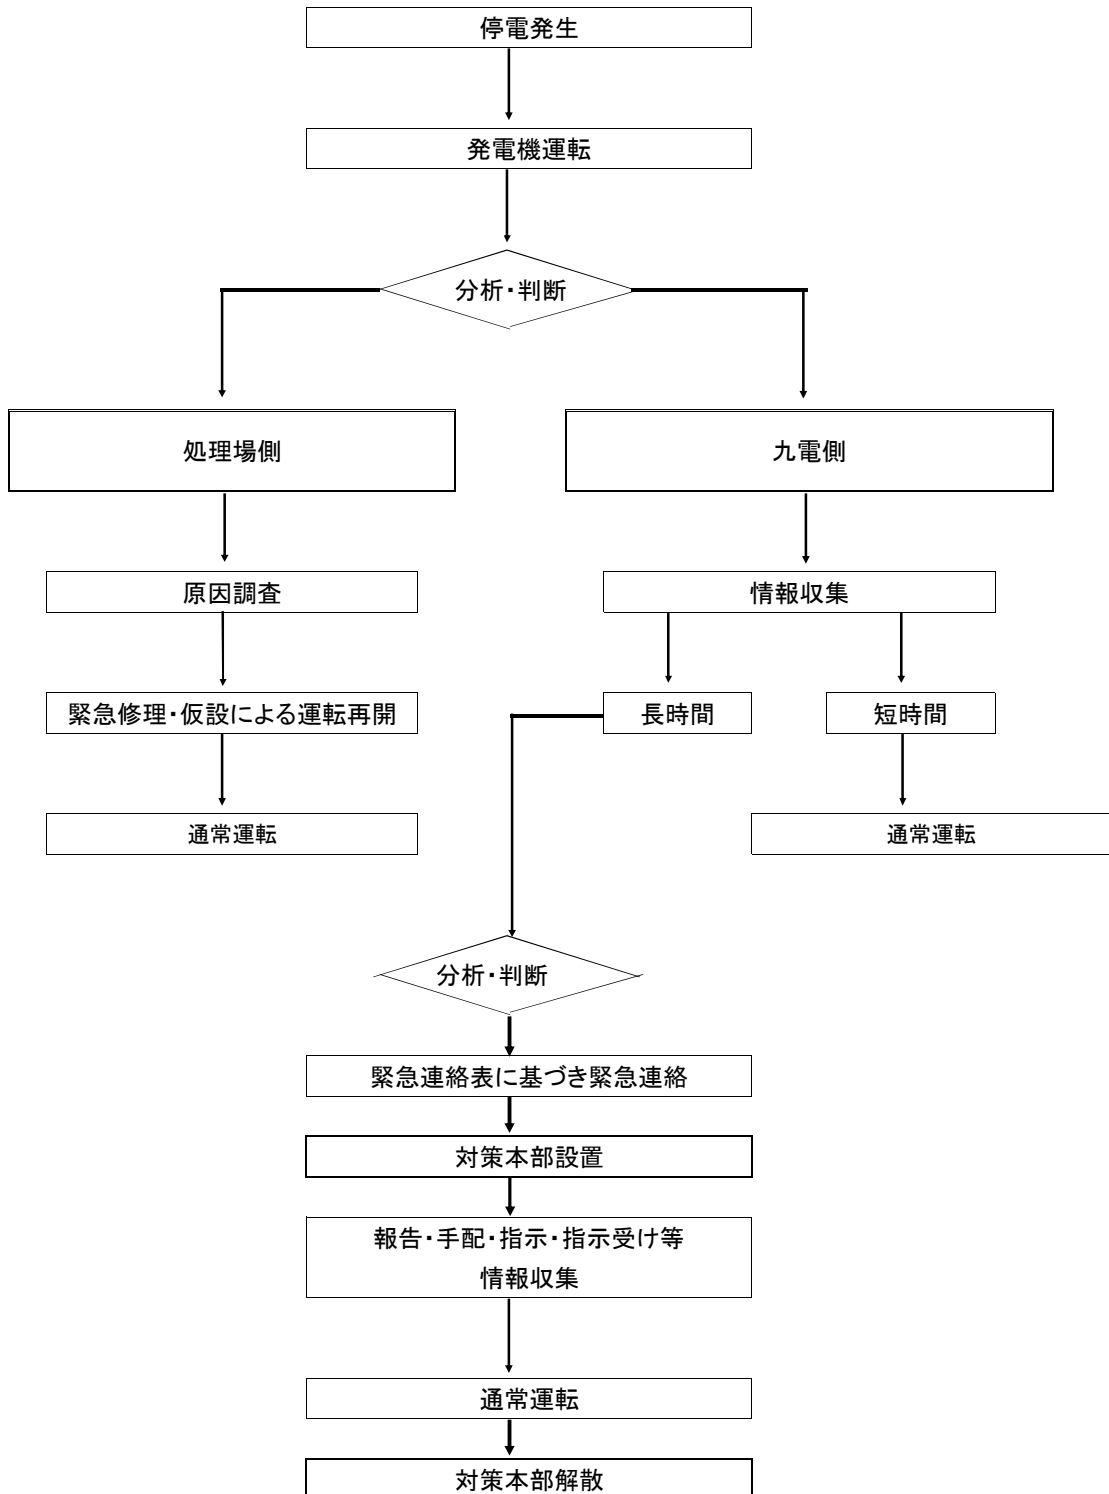 停電発生
発電機運転
分析・判断
処理場側
九電側
原因調査
情報収集
緊急修理・仮設による運転再開
長時間
短時間
通常運転
通常運転
分析・判断
緊急連絡表に基づき緊急連絡
対策本部設置
報告・手配・指示・指示受け等
情報収集
通常運転
対策本部解散